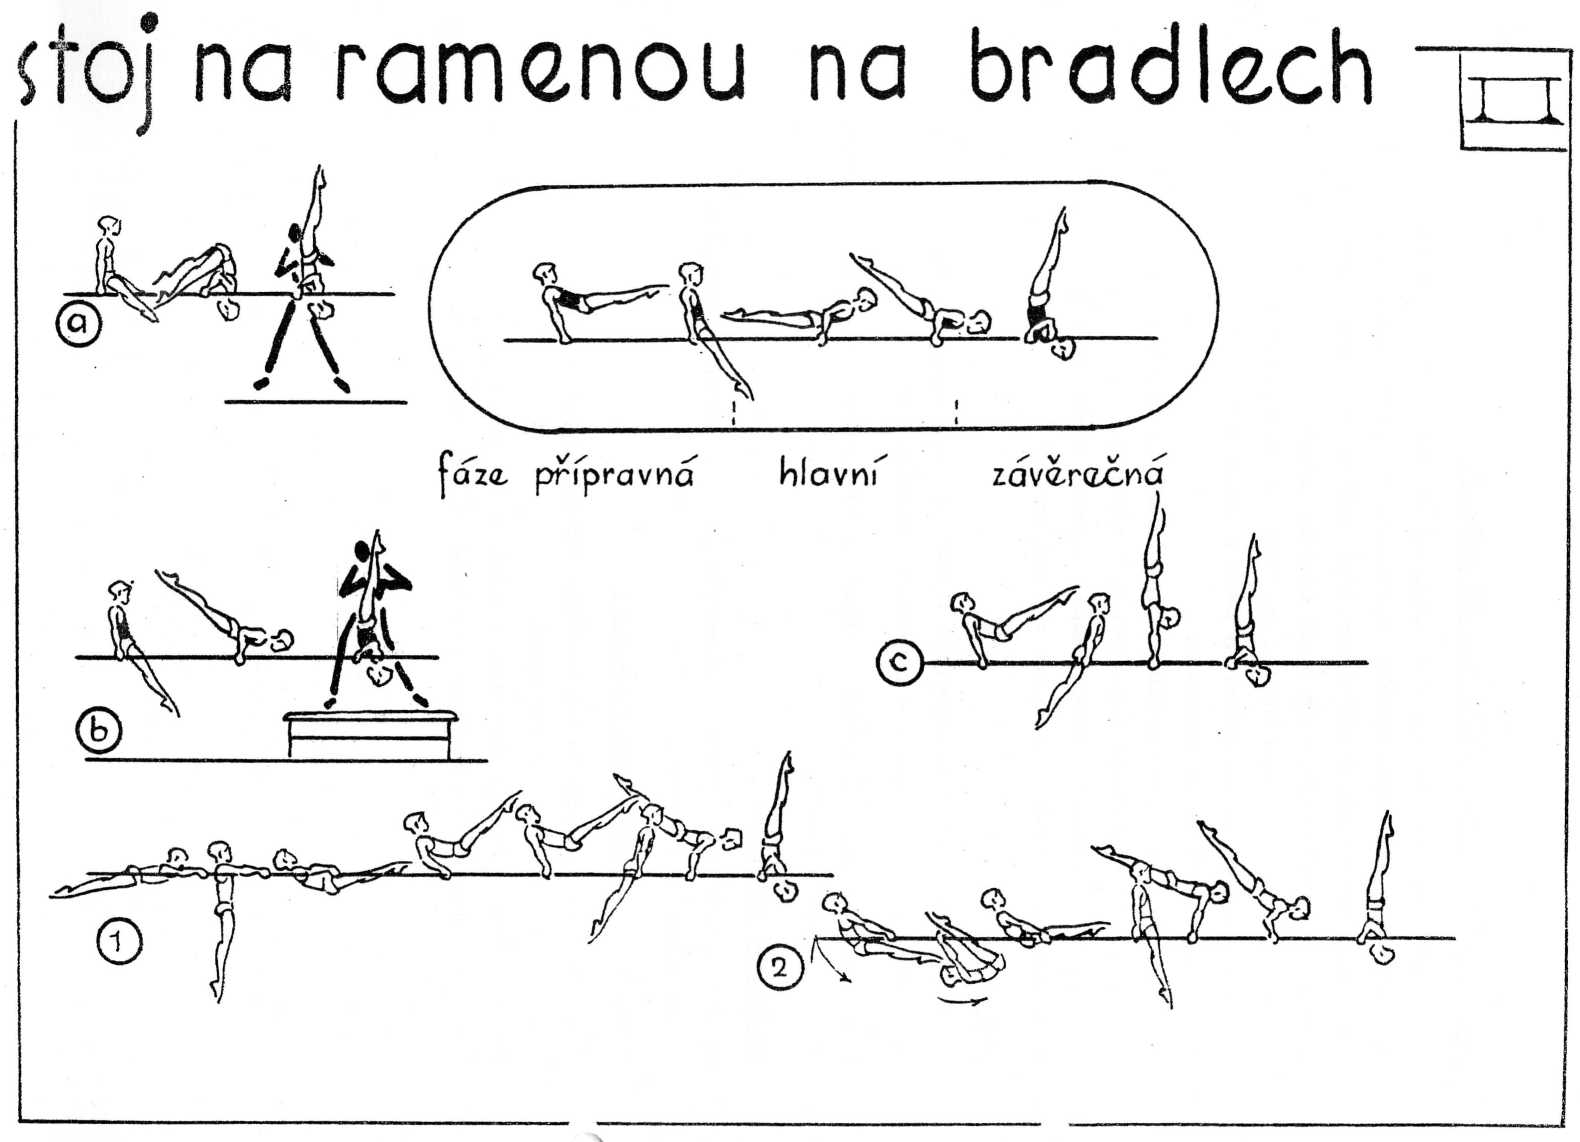 stoj na ramenou na bradlech
a
fáze přípravná hlavní závěrečná
b
c
1
2